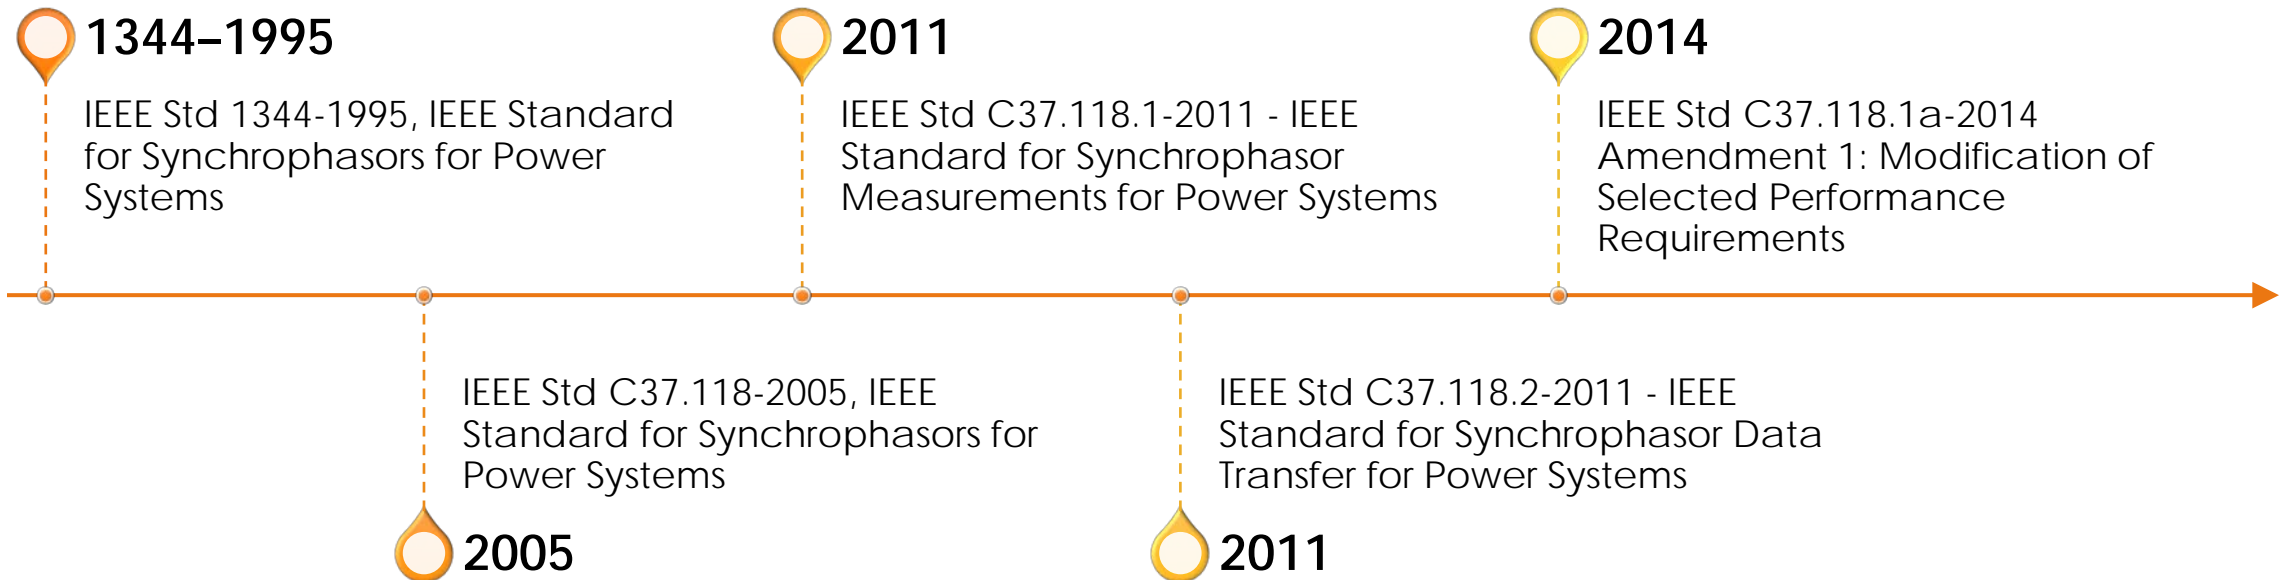 1344–1995
IEEE Std 1344-1995, IEEE Standard
for Synchrophasors for Power
Systems
2011
IEEE Std C37.118.1-2011 - IEEE
Standard for Synchrophasor
Measurements for Power Systems
2014
IEEE Std C37.118.1a-2014
Amendment 1: Modification of
Selected Performance
Requirements
IEEE Std C37.118-2005, IEEE
Standard for Synchrophasors for
Power Systems
2005
IEEE Std C37.118.2-2011 - IEEE
Standard for Synchrophasor Data
Transfer for Power Systems
2011